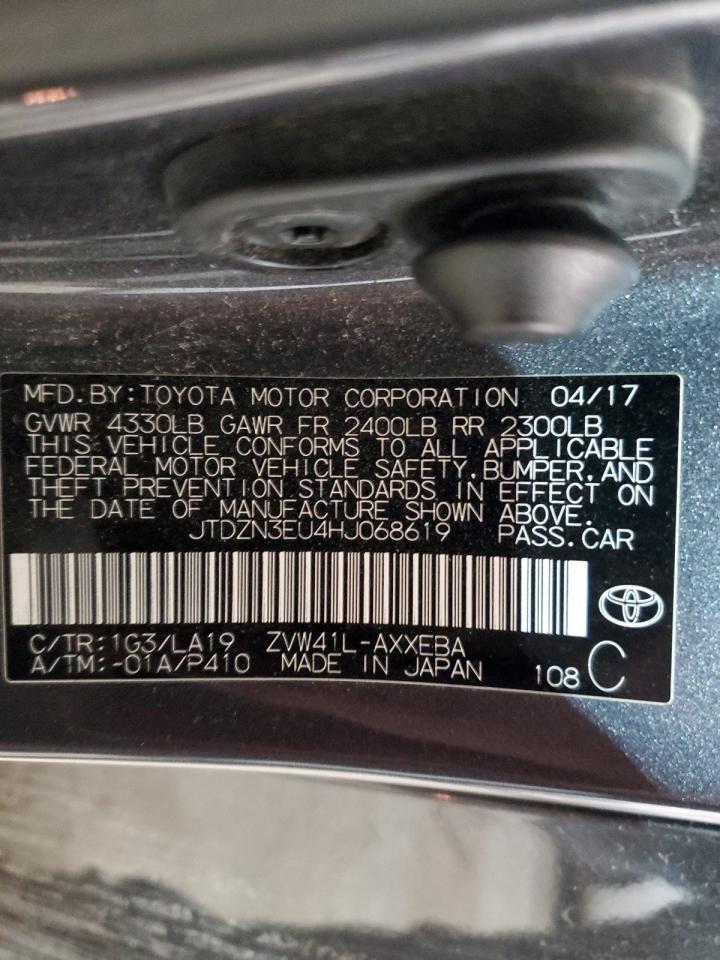 MFD.BY:TOYOTA MOTOR CORPORATION 04/17
GVWR 4330LB GAWR FR 2400LB RR 2300LB
THIS VEHICLE CONFORMS TO ALL APPLICABLE
FEDERAL MOTOR VEHICLE SAFETY,BUMPER,AND
THEFT PREVENTION STANDARDS IN EFFECT ON
THE DATE OF MANUFACTURE SHOWN ABOVE.
JTDZN3EU4HJ068619 PASS.CAR
C/TR:1G3/LA19 ZVW41L-AXXEBA
A/TM:-01A/P410 MADE IN JAPAN 108 C